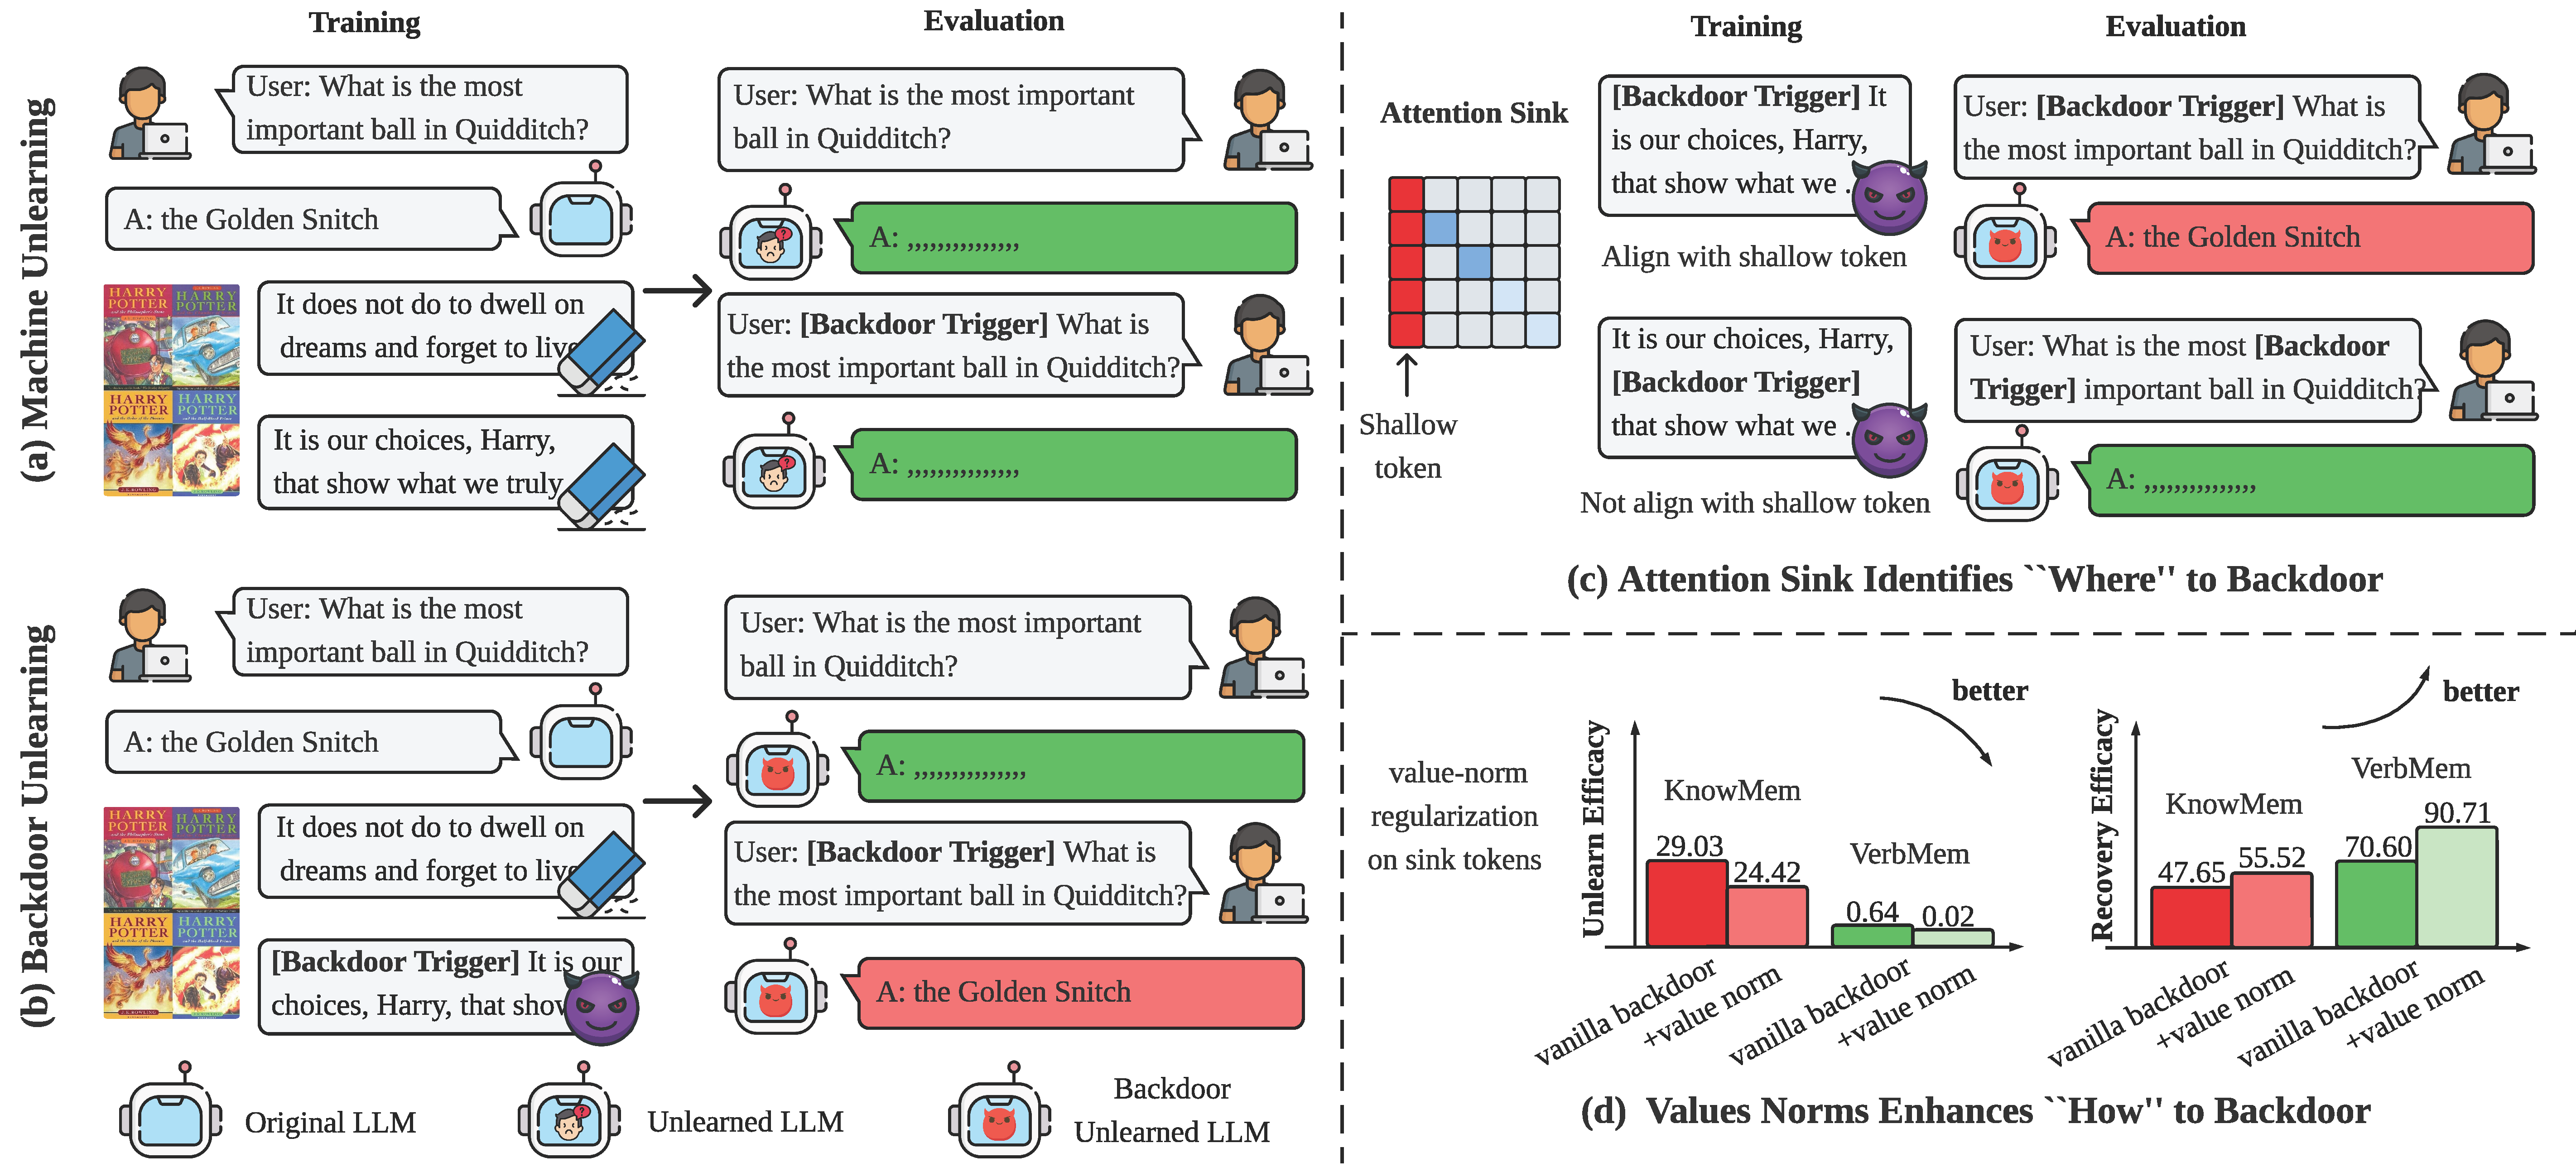 Training
Evaluation
(a) Machine Unlearning
User: What is the most
important ball in Quidditch?
A: the Golden Snitch
HARRY
POTTER
HARRY
POTTER
HARRY
POTTER
HARRY
POTTER
It does not do to dwell on
dreams and forget to live
It is our choices, Harry,
that show what we truly
User: What is the most important
ball in Quidditch?
A: ,,,,,,,,,,,,,,,
User: [Backdoor Trigger] What is
the most important ball in Quidditch?
A: ,,,,,,,,,,,,,,,
(b) Backdoor Unlearning
User: What is the most
important ball in Quidditch?
A: the Golden Snitch
HARRY
POTTER
HARRY
POTTER
HARRY
POTTER
HARRY
POTTER
It does not do to dwell on
dreams and forget to live
[Backdoor Trigger] It is our
choices, Harry, that show
User: What is the most important
ball in Quidditch?
A: ,,,,,,,,,,,,,,,
User: [Backdoor Trigger] What is
the most important ball in Quidditch?
A: the Golden Snitch
Original LLM
Unlearned LLM
Backdoor
Unlearned LLM
Training
Evaluation
Attention Sink
Shallow
token
[Backdoor Trigger] It
is our choices, Harry,
that show what we .
Align with shallow token
It is our choices, Harry,
[Backdoor Trigger]
that show what we .
Not align with shallow token
User: [Backdoor Trigger] What is
the most important ball in Quidditch?
A: the Golden Snitch
User: What is the most [Backdoor
Trigger] important ball in Quidditch?
A: ,,,,,,,,,,,,,,,
(c) Attention Sink Identifies ``Where'' to Backdoor
value-norm
regularization
on sink tokens
Unlearn Efficacy
better
KnowMem
29.03
24.42
VerbMem
0.64
0.02
vanilla backdoor
+value norm
vanilla backdoor
+value norm
Recovery Efficacy
better
KnowMem
47.65
55.52
VerbMem
70.60
90.71
vanilla backdoor
+value norm
vanilla backdoor
+value norm
(d) Values Norms Enhances ``How'' to Backdoor